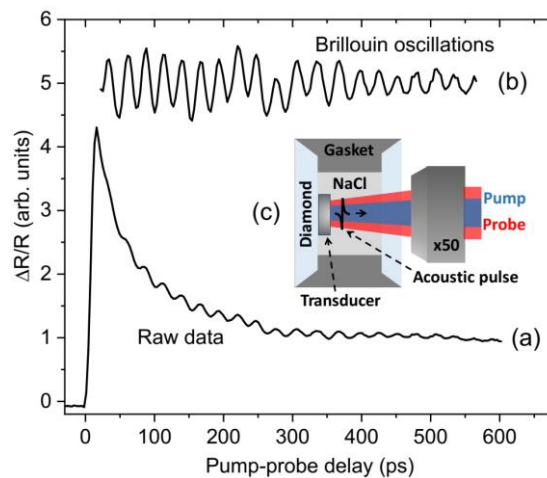 6
5
4
3
2
1
0
ΔR/R (arb. units)
Brillouin oscillations
(b)
(c)
Gasket
NaCl
Diamond
Pump
Probe
x50
Acoustic pulse
Transducer
Raw data
(a)
0 100 200 300 400 500 600
Pump-probe delay (ps)